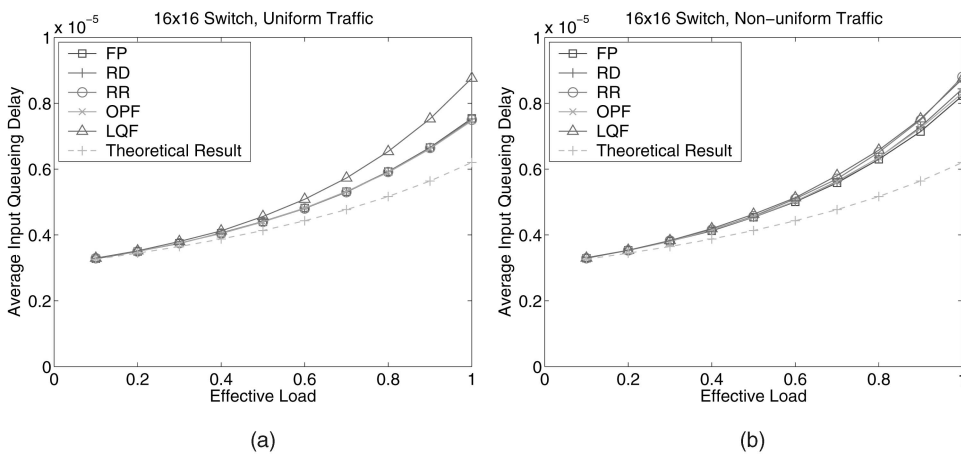 16x16 Switch, Uniform Traffic
x 10⁻⁵
1
0.8
0.6
0.4
0.2
0
Average Input Queueing Delay
FP
RD
RR
OPF
LQF
Theoretical Result
0 0.2 0.4 0.6 0.8 1
Effective Load
(a)
16x16 Switch, Non−uniform Traffic
x 10⁻⁵
1
0.8
0.6
0.4
0.2
0
Average Input Queueing Delay
FP
RD
RR
OPF
LQF
Theoretical Result
0 0.2 0.4 0.6 0.8 1
Effective Load
(b)